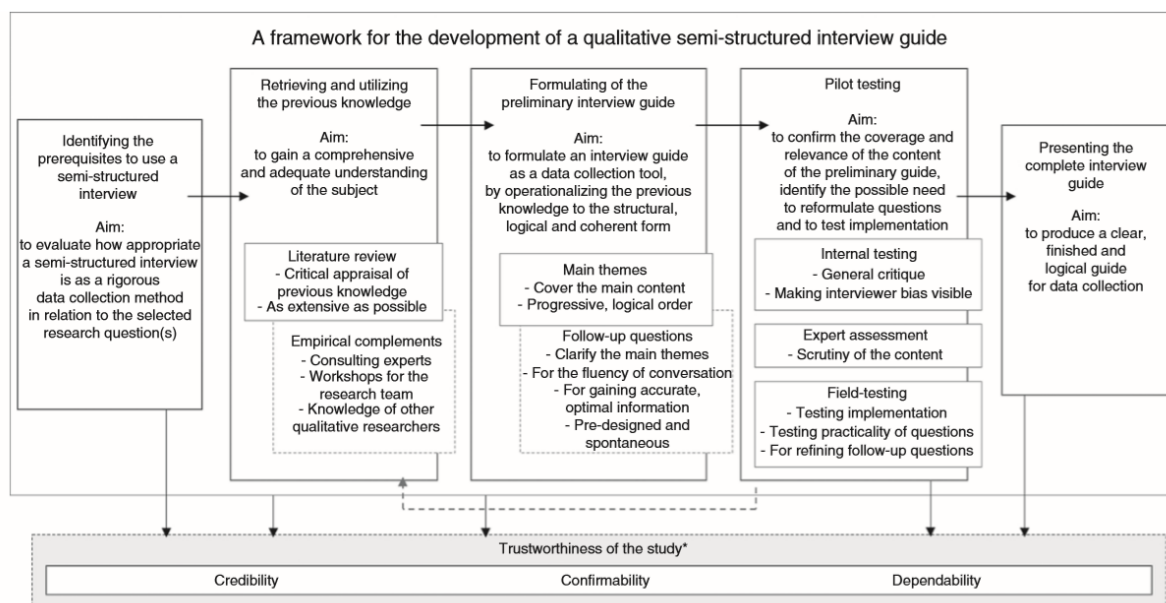 A framework for the development of a qualitative semi-structured interview guide
Identifying the
prerequisites to use a
semi-structured
interview
Aim:
to evaluate how appropriate
a semi-structured interview
is as a rigorous
data collection method
in relation to the selected
research question(s)
Retrieving and utilizing
the previous knowledge
Aim:
to gain a comprehensive
and adequate understanding
of the subject
Literature review
- Critical appraisal of
previous knowledge
- As extensive as possible
Empirical complements
- Consulting experts
- Workshops for the
research team
- Knowledge of other
qualitative researchers
Formulating of the
preliminary interview guide
Aim:
to formulate an interview guide
as a data collection tool,
by operationalizing the previous
knowledge to the structural,
logical and coherent form
Main themes
- Cover the main content
- Progressive, logical order
Follow-up questions
- Clarify the main themes
- For the fluency of conversation
- For gaining accurate,
optimal information
- Pre-designed and
spontaneous
Pilot testing
Aim:
to confirm the coverage and
relevance of the content
of the preliminary guide,
identify the possible need
to reformulate questions
and to test implementation
Internal testing
- General critique
- Making interviewer bias visible
Expert assessment
- Scrutiny of the content
Field-testing
- Testing implementation
- Testing practicality of questions
- For refining follow-up questions
Presenting the
complete interview
guide
Aim:
to produce a clear,
finished and
logical guide
for data collection
Trustworthiness of the study*
Credibility
Confirmability
Dependability